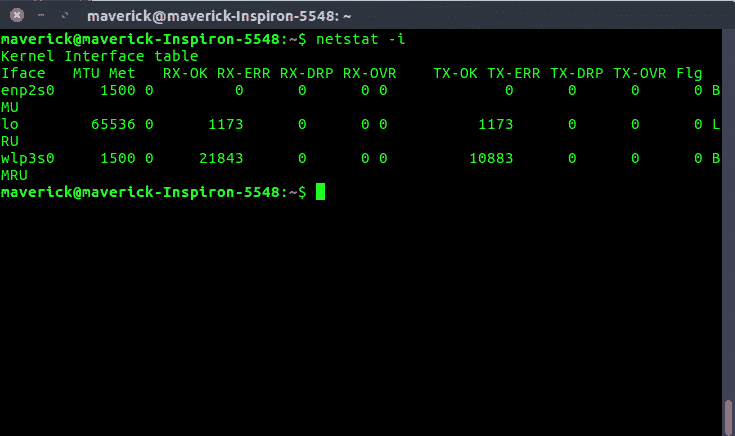 maverick@maverick-Inspiron-5548: ~
maverick@maverick-Inspiron-5548:~$ netstat -i
Kernel Interface table
Iface   MTU Met   RX-OK RX-ERR RX-DRP RX-OVR    TX-OK TX-ERR TX-DRP TX-OVR Flg
enp2s0     1500 0         0      0      0 0             0      0      0      0 B
MU
lo        65536 0      1173      0      0 0          1173      0      0      0 L
RU
wlp3s0     1500 0     21843      0      0 0         10883      0      0      0 B
MRU
maverick@maverick-Inspiron-5548:~$